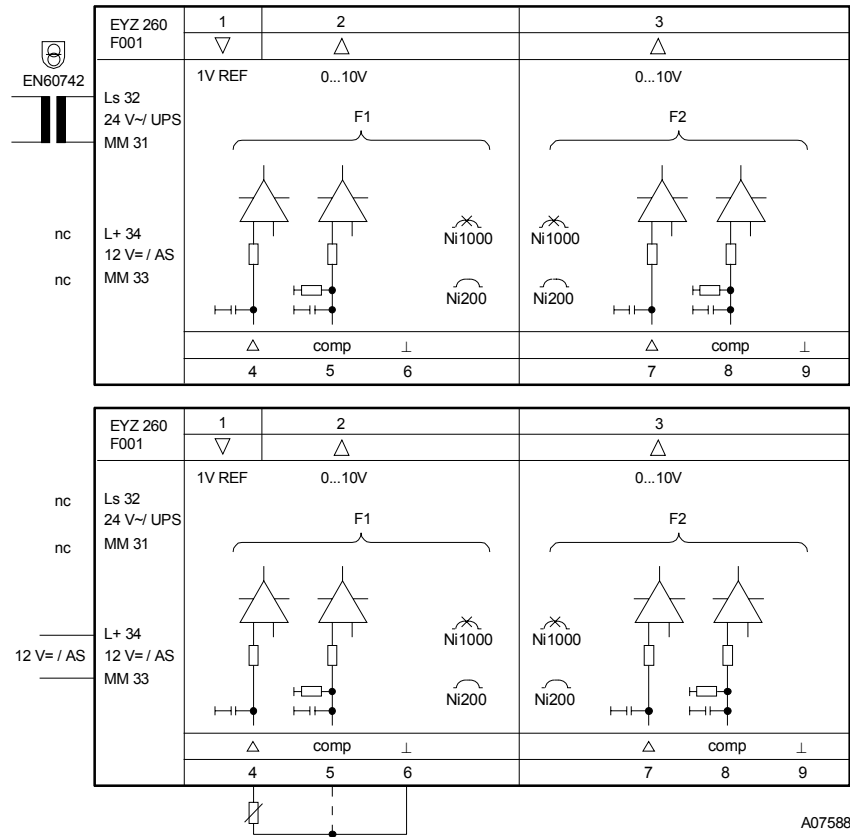 EYZ 260 1 2 3
F001
EN60742
1V REF 0...10V 0...10V
Ls 32
24 V~/ UPS
MM 31
F1 F2
nc L+ 34
12 V= / AS
nc MM 33
Ni1000 Ni1000
Ni200 Ni200
comp comp
4 5 6 7 8 9
EYZ 260 1 2 3
F001
1V REF 0...10V 0...10V
nc Ls 32
24 V~/ UPS
nc MM 31
F1 F2
L+ 34
12 V= / AS 12 V= / AS
MM 33
Ni1000 Ni1000
Ni200 Ni200
comp comp
4 5 6 7 8 9
A07588